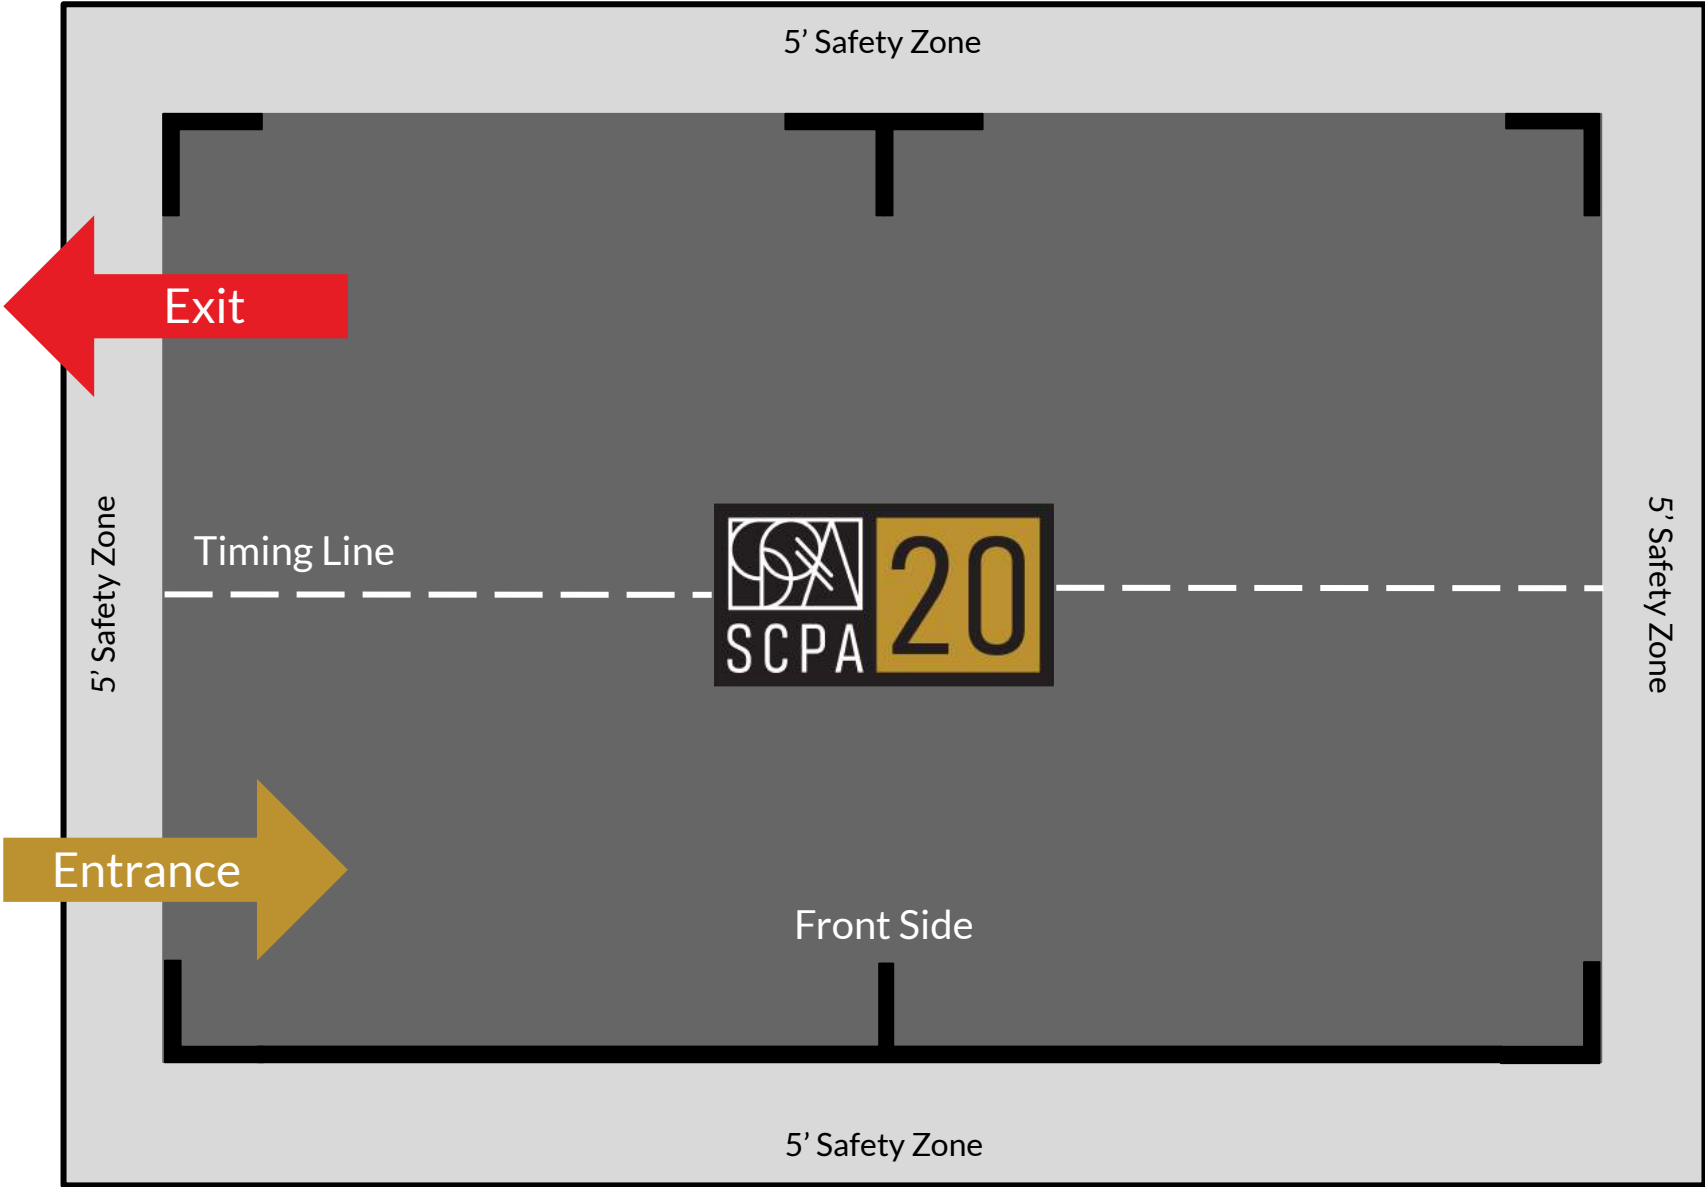 5’ Safety Zone
Exit
5’ Safety Zone
Timing Line
SCPA
20
5’ Safety Zone
Entrance
Front Side
5’ Safety Zone